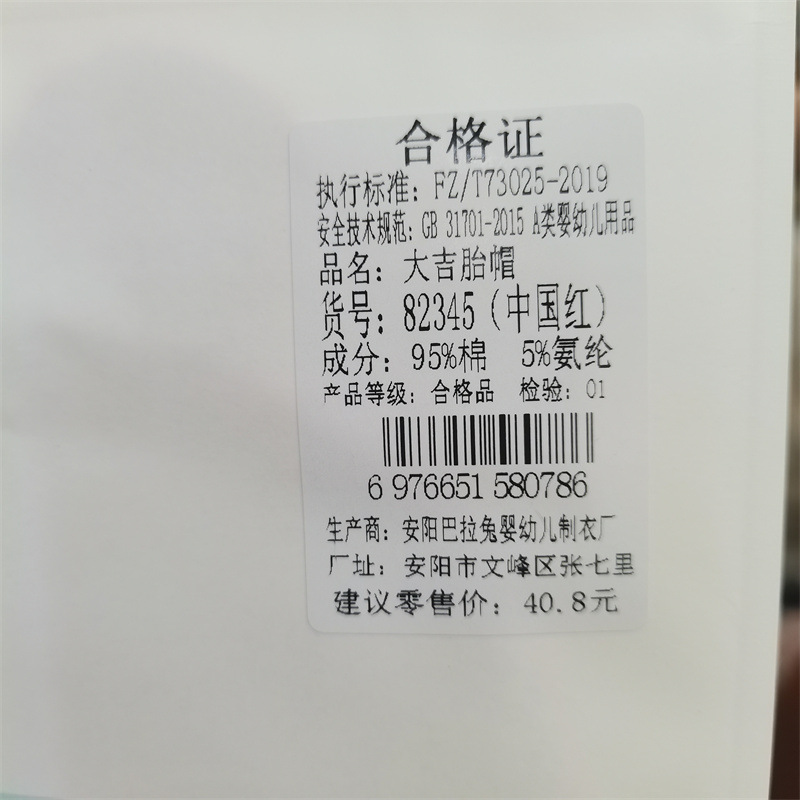 合格证
执行标准：FZ/T73025-2019
安全技术规范：GB 31701-2015 A类婴幼儿用品
品名：大吉胎帽
货号：82345（中国红）
成分：95%棉 5%氨纶
产品等级：合格品 检验：01
6 976651 580786
生产商：安阳巴拉兔婴幼儿制衣厂
厂址：安阳市文峰区张七里
建议零售价：40.8元